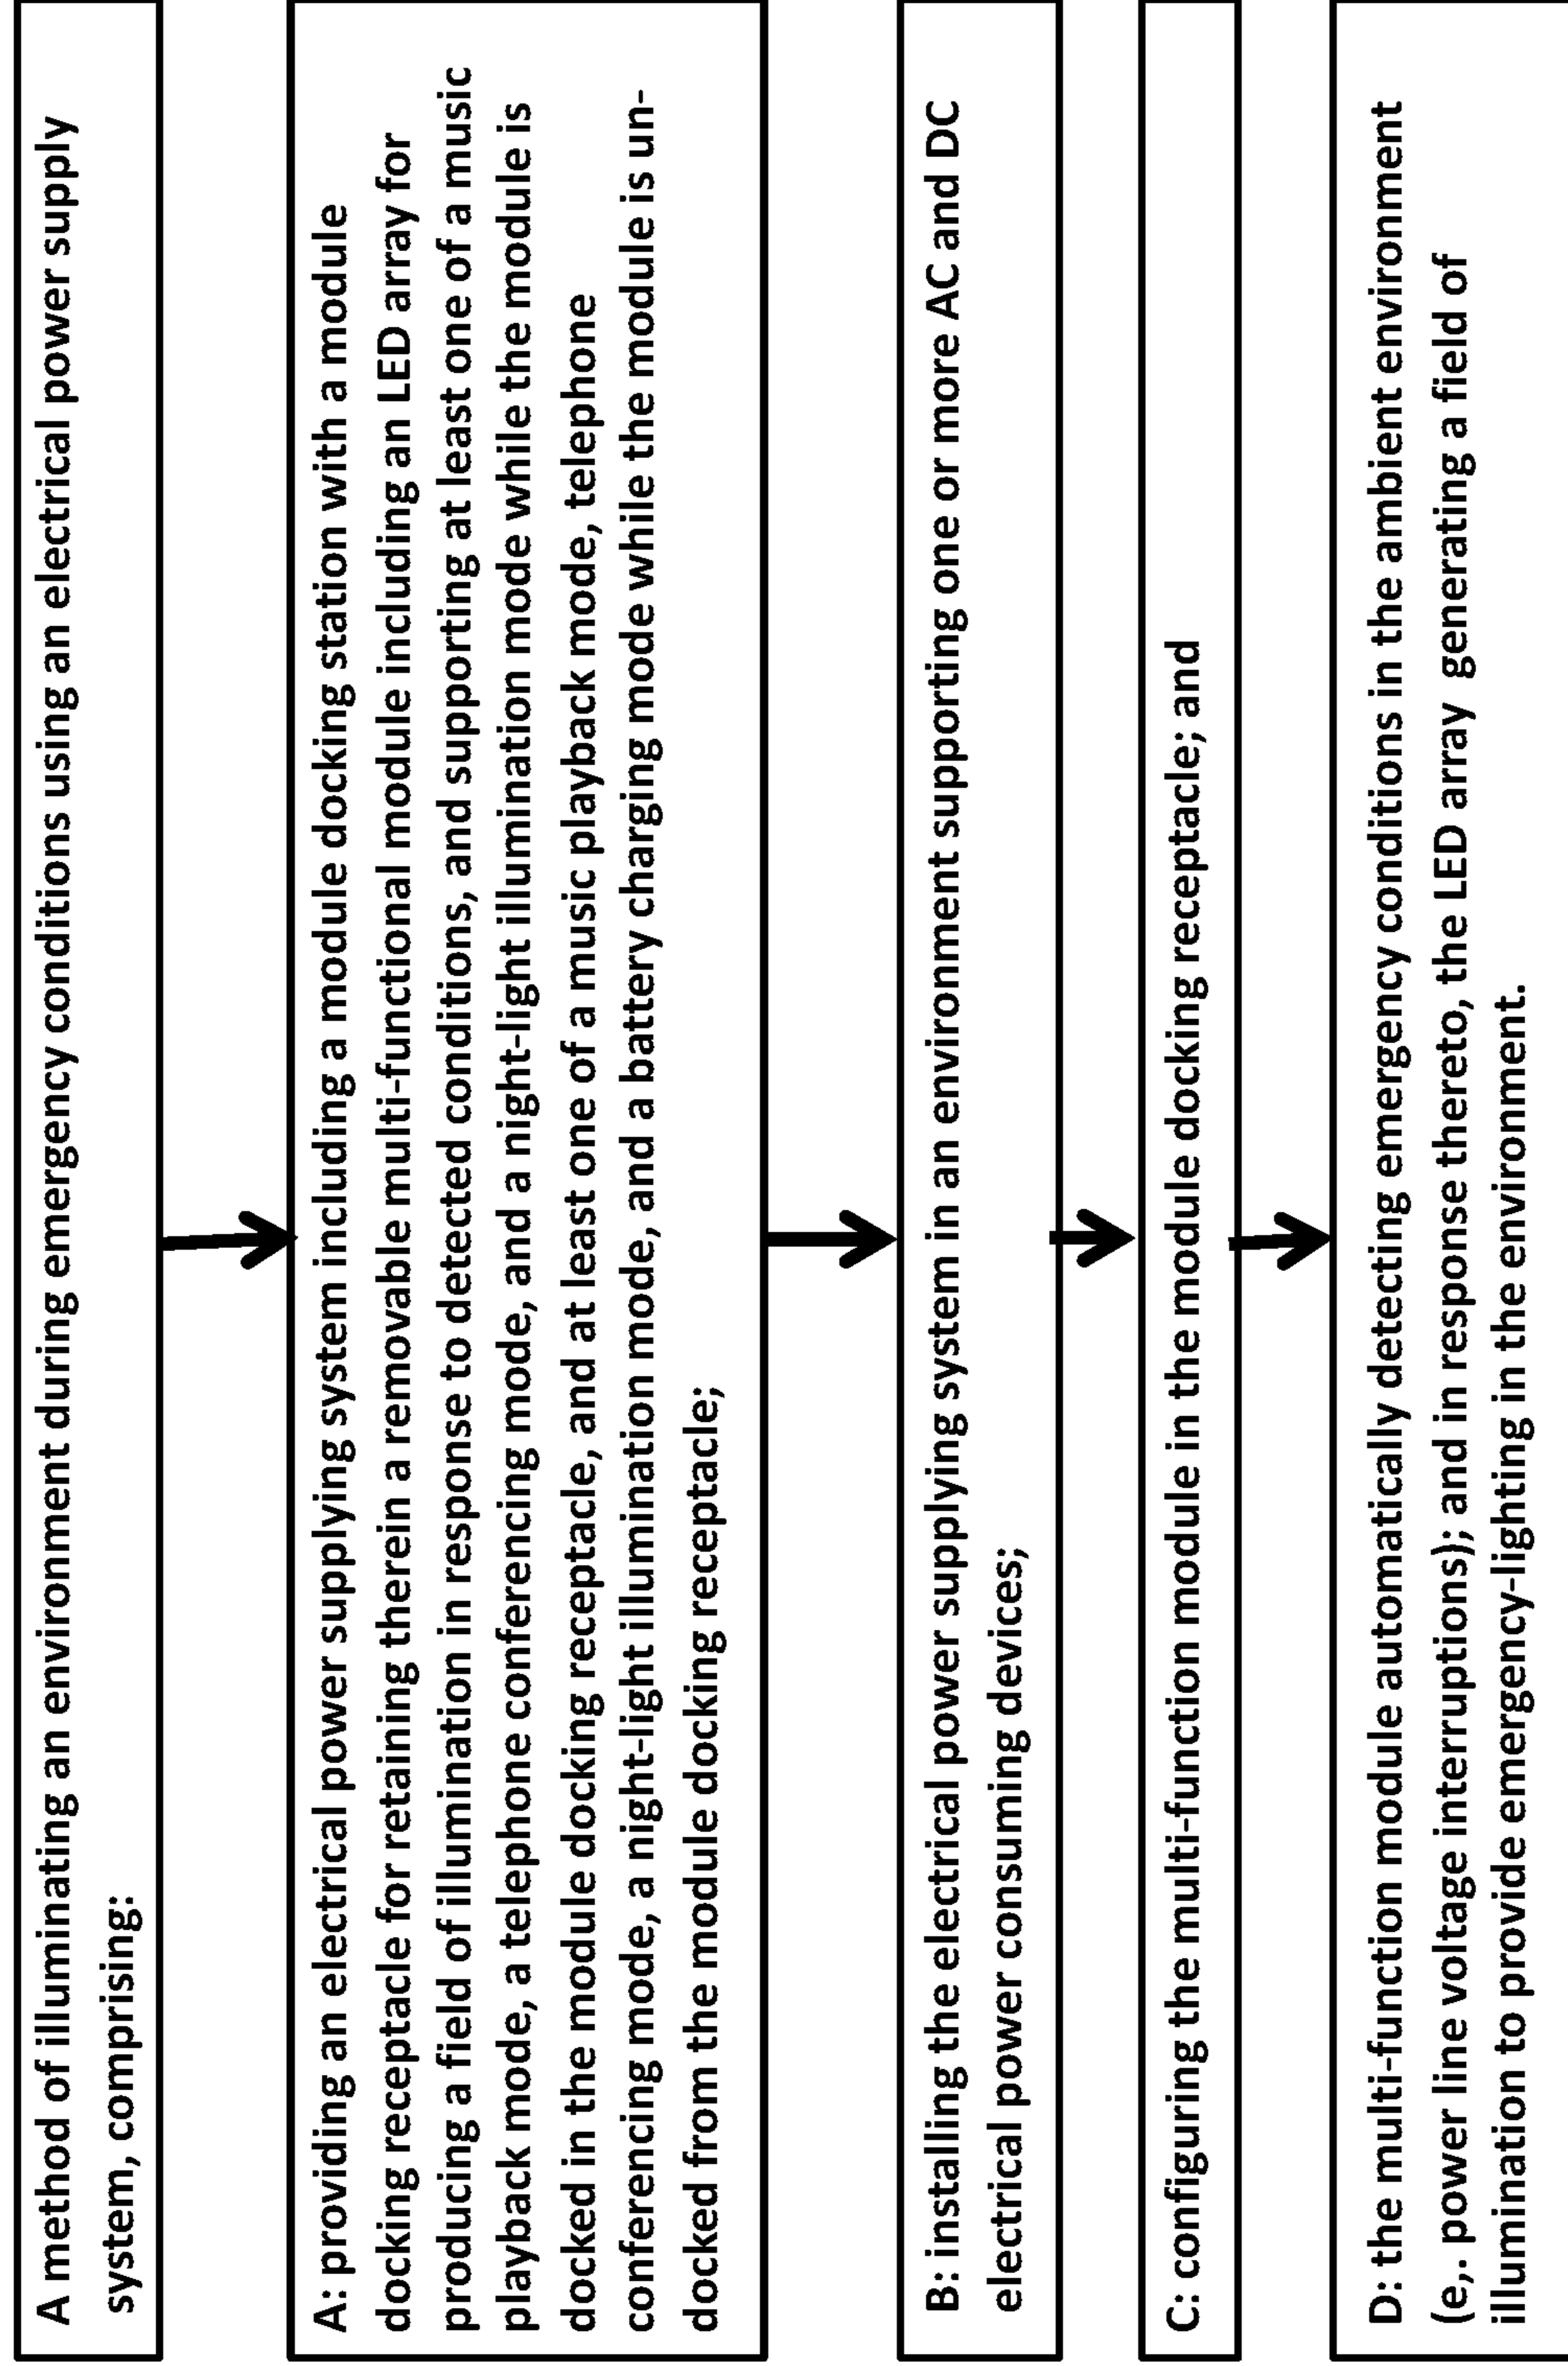 A method of illuminating an environment during emergency conditions using an electrical power supply
system, comprising:
A: providing an electrical power supplying system including a module docking station with a module
docking receptacle for retaining therein a removable multi-functional module including an LED array for
producing a field of illumination in response to detected conditions, and supporting at least one of a music
playback mode, a telephone conferencing mode, and a night-light illumination mode while the module is
docked in the module docking receptacle, and at least one of a music playback mode, telephone
conferencing mode, a night-light illumination mode, and a battery charging mode while the module is un-
docked from the module docking receptacle;
B: installing the electrical power supplying system in an environment supporting one or more AC and DC
electrical power consuming devices;
C: configuring the multi-function module in the module docking receptacle; and
D: the multi-function module automatically detecting emergency conditions in the ambient environment
(e,. power line voltage interruptions); and in response thereto, the LED array generating a field of
illumination to provide emergency-lighting in the environment.